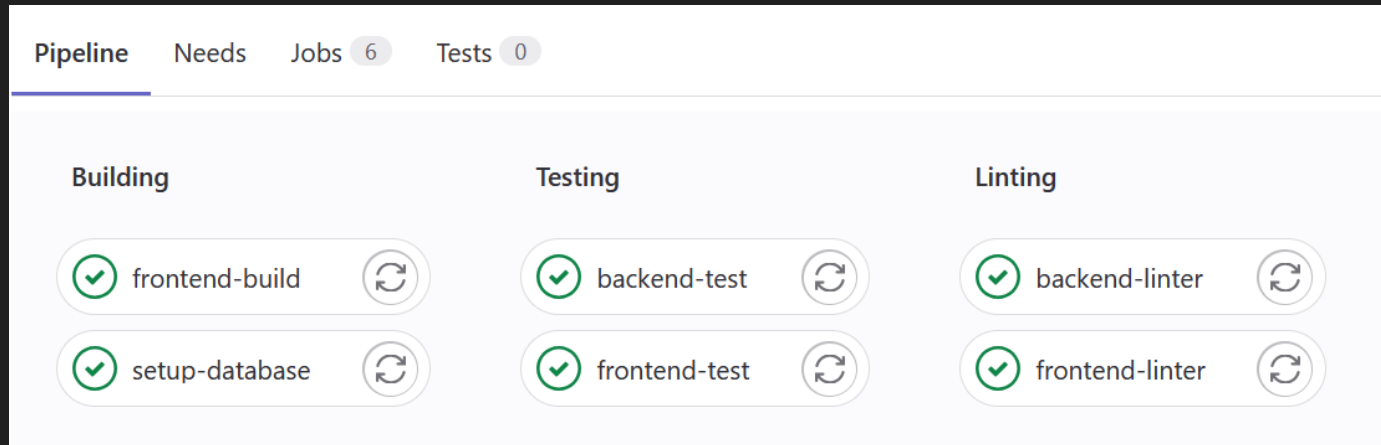 Pipeline Needs Jobs 6 Tests 0
Building Testing Linting
frontend-build backend-test backend-linter
setup-database frontend-test frontend-linter